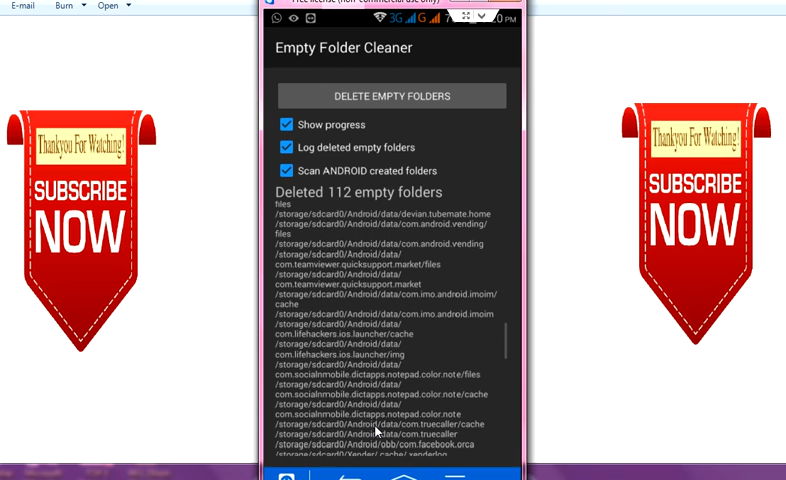 E-mail Burn Open
Free license (non-commercial use only)
3G G PM
Empty Folder Cleaner
DELETE EMPTY FOLDERS
Show progress
Log deleted empty folders
Scan ANDROID created folders
Deleted 112 empty folders
files
/storage/sdcard0/Android/data/devian.tubemate.home
/storage/sdcard0/Android/data/com.android.vending/
files
/storage/sdcard0/Android/data/com.android.vending
/storage/sdcard0/Android/data/
com.teamviewer.quicksupport.market/files
/storage/sdcard0/Android/data/
com.teamviewer.quicksupport.market
/storage/sdcard0/Android/data/com.imo.android.imoim/
cache
/storage/sdcard0/Android/data/com.imo.android.imoim
/storage/sdcard0/Android/data/
com.lifehackers.ios.launcher/cache
/storage/sdcard0/Android/data/
com.lifehackers.ios.launcher/img
/storage/sdcard0/Android/data/
com.socialnmobile.dictapps.notepad.color.note/files
/storage/sdcard0/Android/data/
com.socialnmobile.dictapps.notepad.color.note/cache
/storage/sdcard0/Android/data/
com.socialnmobile.dictapps.notepad.color.note
/storage/sdcard0/Android/data/com.truecaller/cache
/storage/sdcard0/Android/data/com.truecaller
/storage/sdcard0/Android/obb/com.facebook.orca
/storage/sdcard0/Xender/.cache/.xenderlog
Thankyou For Watching!
SUBSCRIBE
NOW
Thankyou For Watching!
SUBSCRIBE
NOW